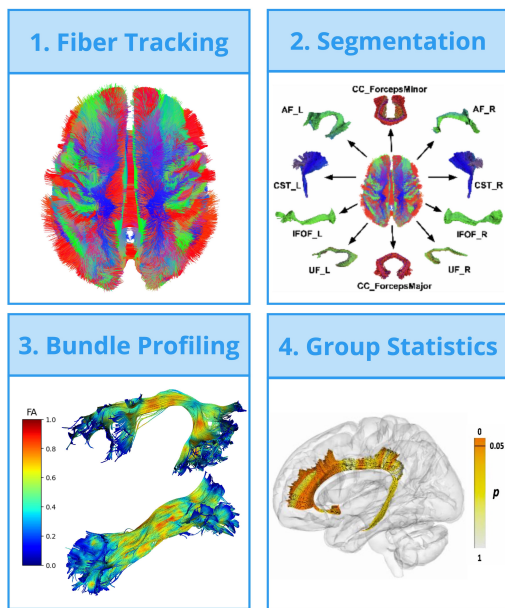 1. Fiber Tracking
2. Segmentation
CC_ForcepsMinor
AF_L
AF_R
CST_L
CST_R
IFOF_L
IFOF_R
UF_L
UF_R
CC_ForcepsMajor
3. Bundle Profiling
FA
1.0
0.8
0.6
0.4
0.2
0.0
4. Group Statistics
0
0.05
p
1